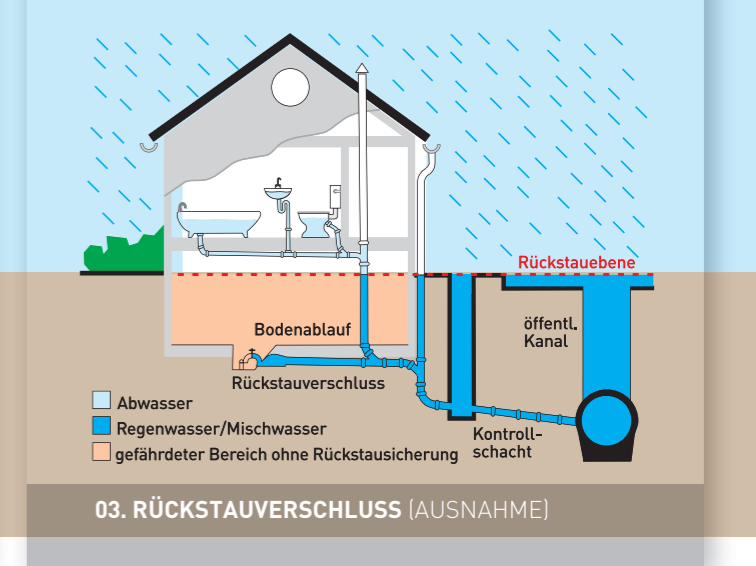 Rückstauebene
öffentl.
Kanal
Bodenablauf
Rückstauverschluss
Abwasser
Regenwasser/Mischwasser
gefährdeter Bereich ohne Rückstausicherung
Kontroll-
schacht
03. RÜCKSTAUVERSCHLUSS (AUSNAHME)